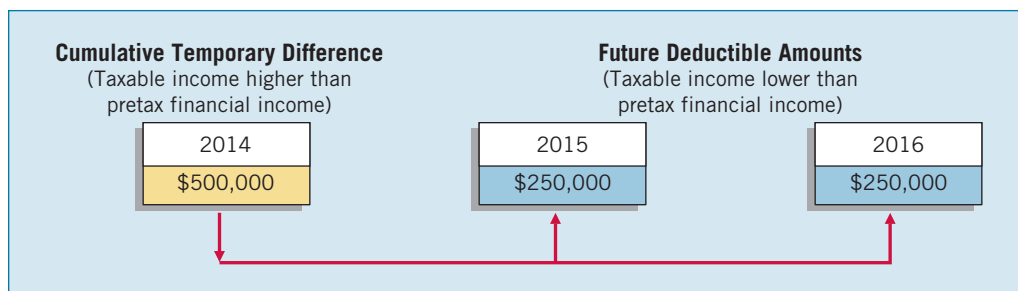 Cumulative Temporary Difference
(Taxable income higher than
pretax financial income)
Future Deductible Amounts
(Taxable income lower than
pretax financial income)
2014
$500,000
2015
$250,000
2016
$250,000